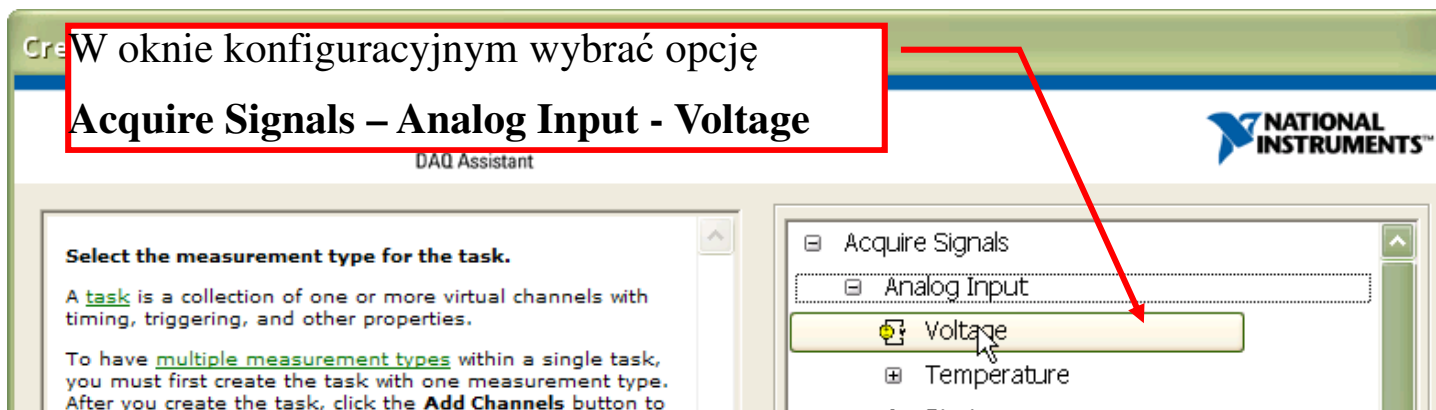 Cre
W oknie konfiguracyjnym wybrać opcję
Acquire Signals – Analog Input - Voltage
DAQ Assistant
NATIONAL
INSTRUMENTS™
Select the measurement type for the task.
A task is a collection of one or more virtual channels with
timing, triggering, and other properties.
To have multiple measurement types within a single task,
you must first create the task with one measurement type.
After you create the task, click the Add Channels button to
Acquire Signals
Analog Input
Voltage
Temperature